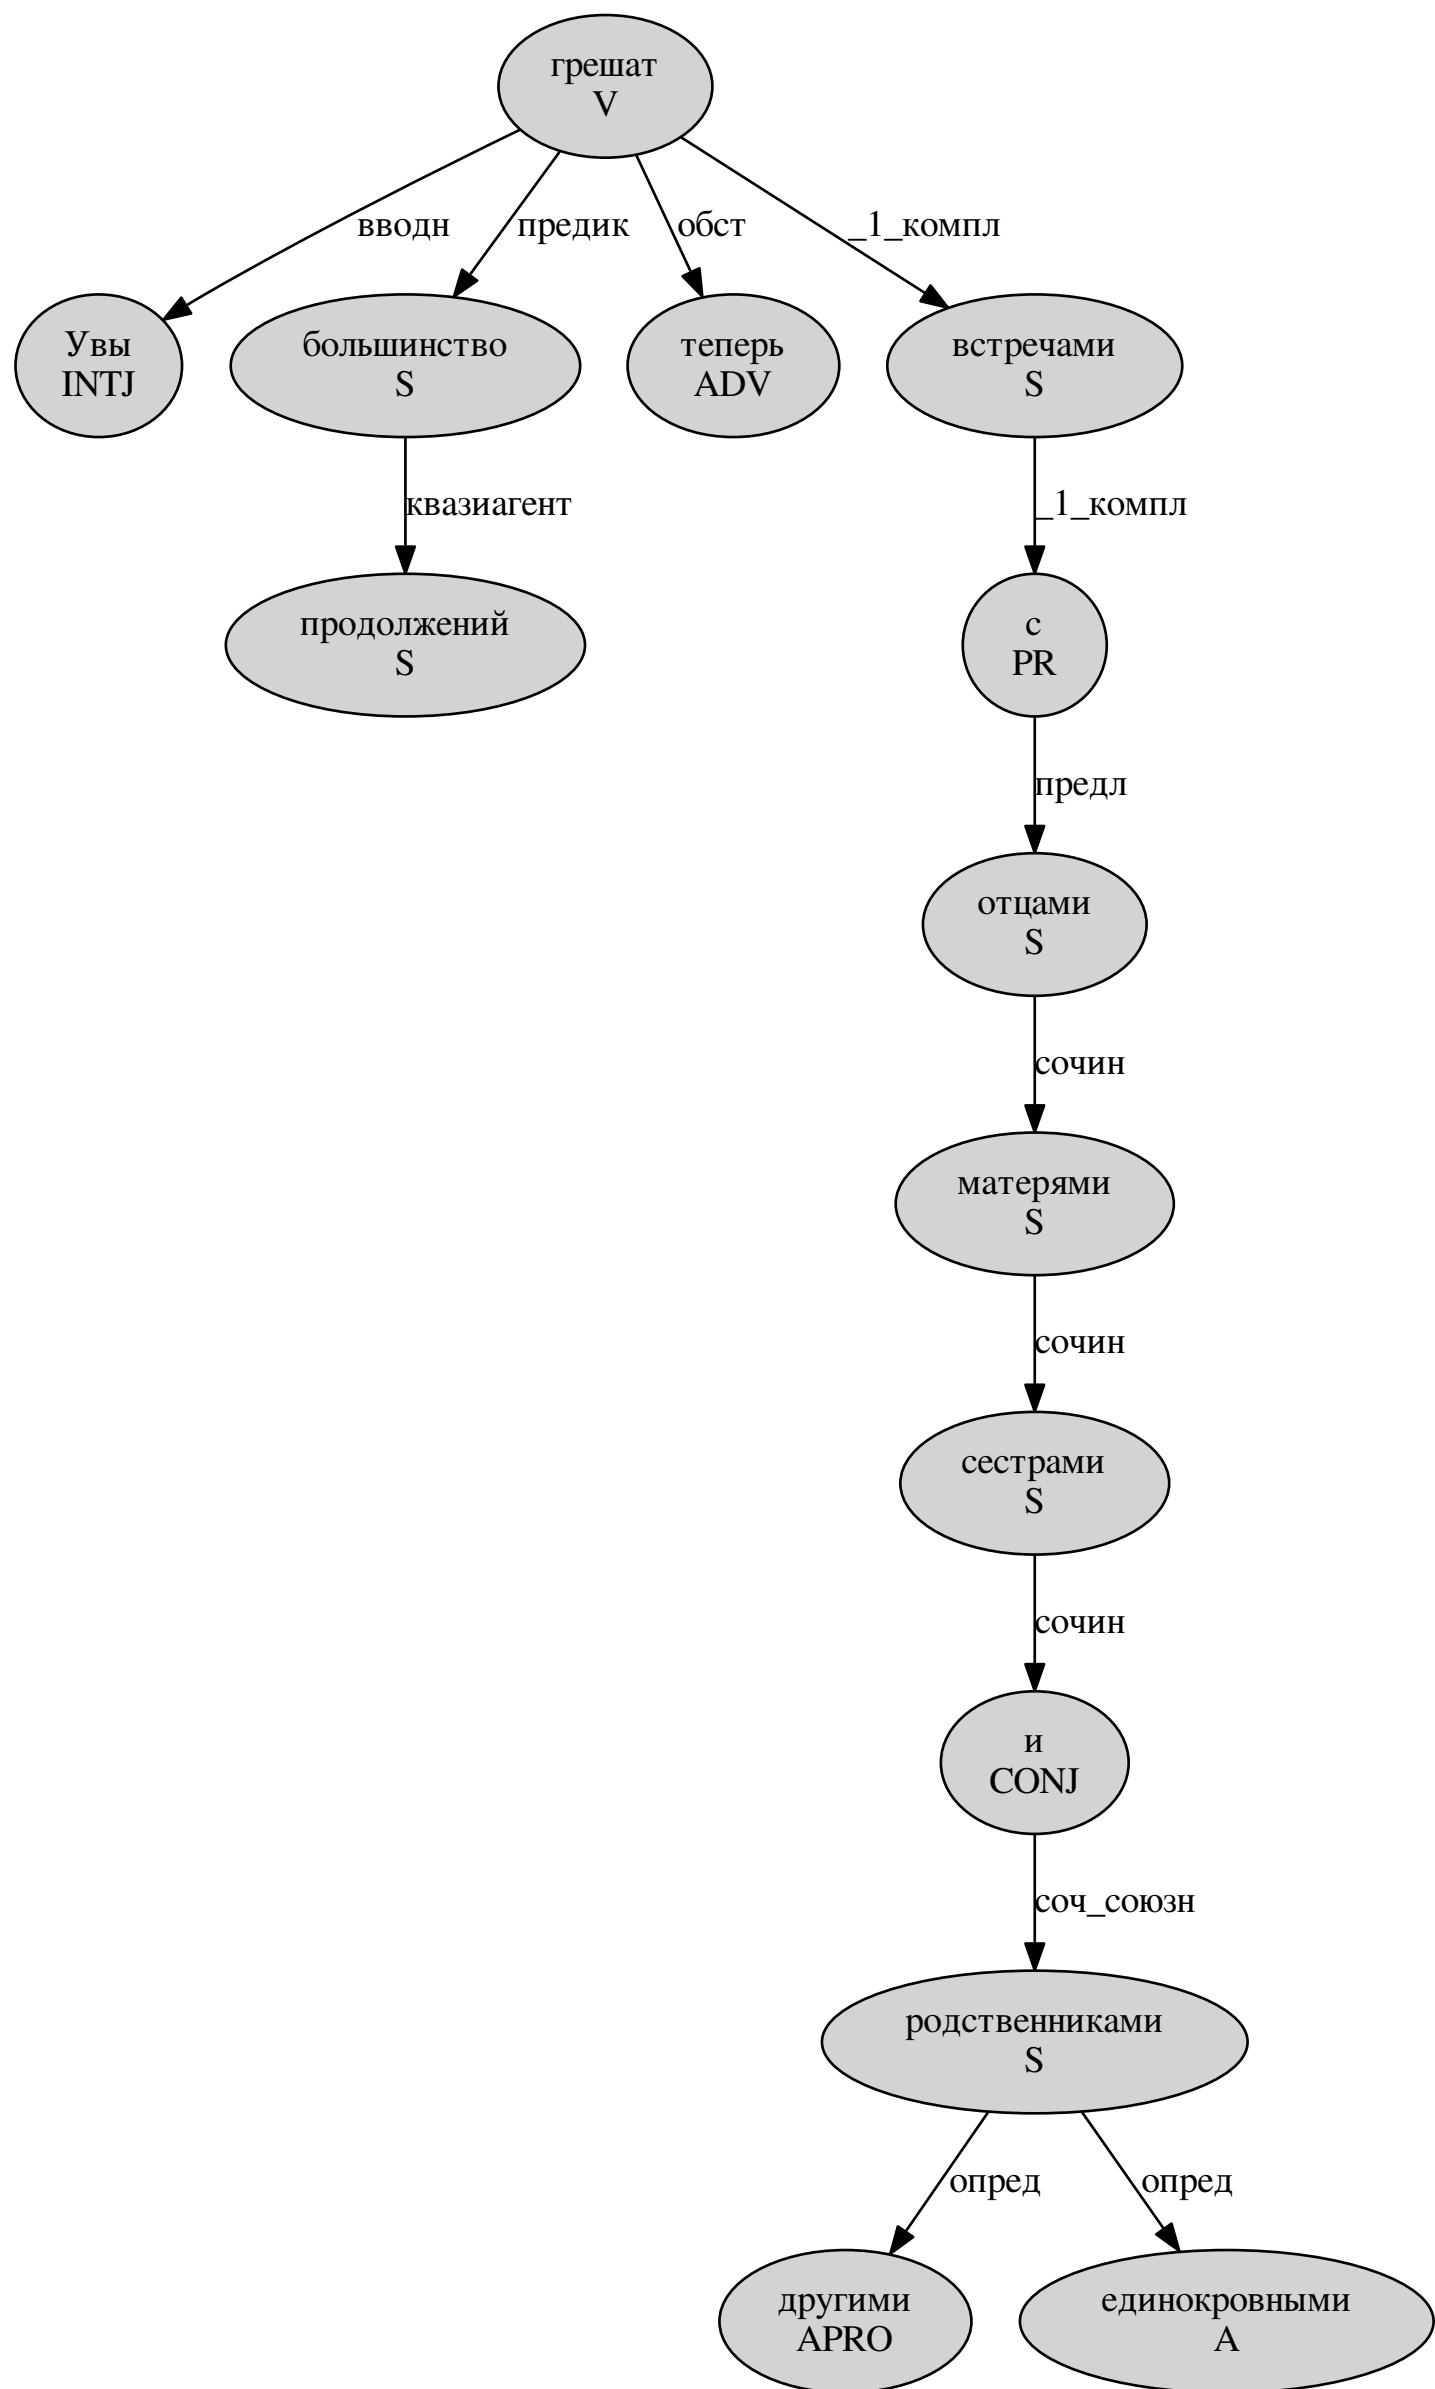 грешат
V
вводн
предик
обст
_1_компл
Увы
INTJ
большинство
S
теперь
ADV
встречами
S
квазиагент
_1_компл
продолжений
S
с
PR
предл
отцами
S
сочин
матерями
S
сочин
сестрами
S
сочин
и
CONJ
соч_союзн
родственниками
S
опред
опред
другими
APRO
единокровными
A